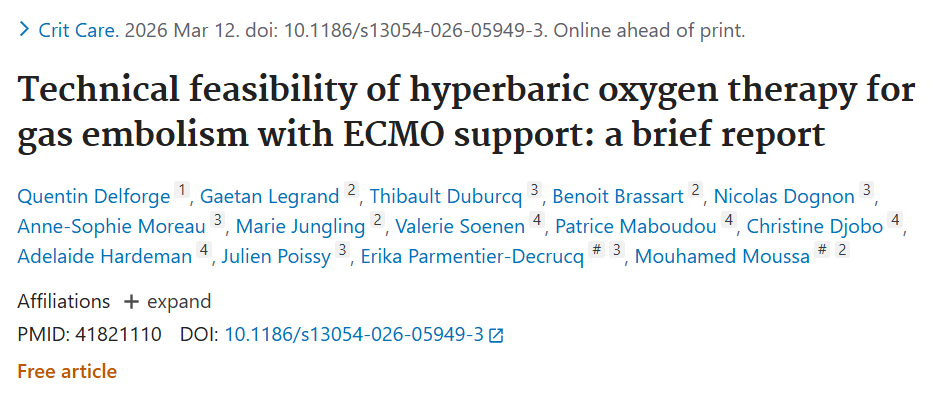 Crit Care. 2026 Mar 12. doi: 10.1186/s13054-026-05949-3. Online ahead of print.
Technical feasibility of hyperbaric oxygen therapy for
gas embolism with ECMO support: a brief report
Quentin Delforge 1, Gaetan Legrand 2, Thibault Duburcq 3, Benoit Brassart 2, Nicolas Dognon 3,
Anne-Sophie Moreau 3, Marie Jungling 2, Valerie Soenen 4, Patrice Maboudou 4, Christine Djobo 4,
Adelaide Hardeman 4, Julien Poissy 3, Erika Parmentier-Decrucq # 3, Mouhamed Moussa # 2
Affiliations + expand
PMID: 41821110 DOI: 10.1186/s13054-026-05949-3
Free article